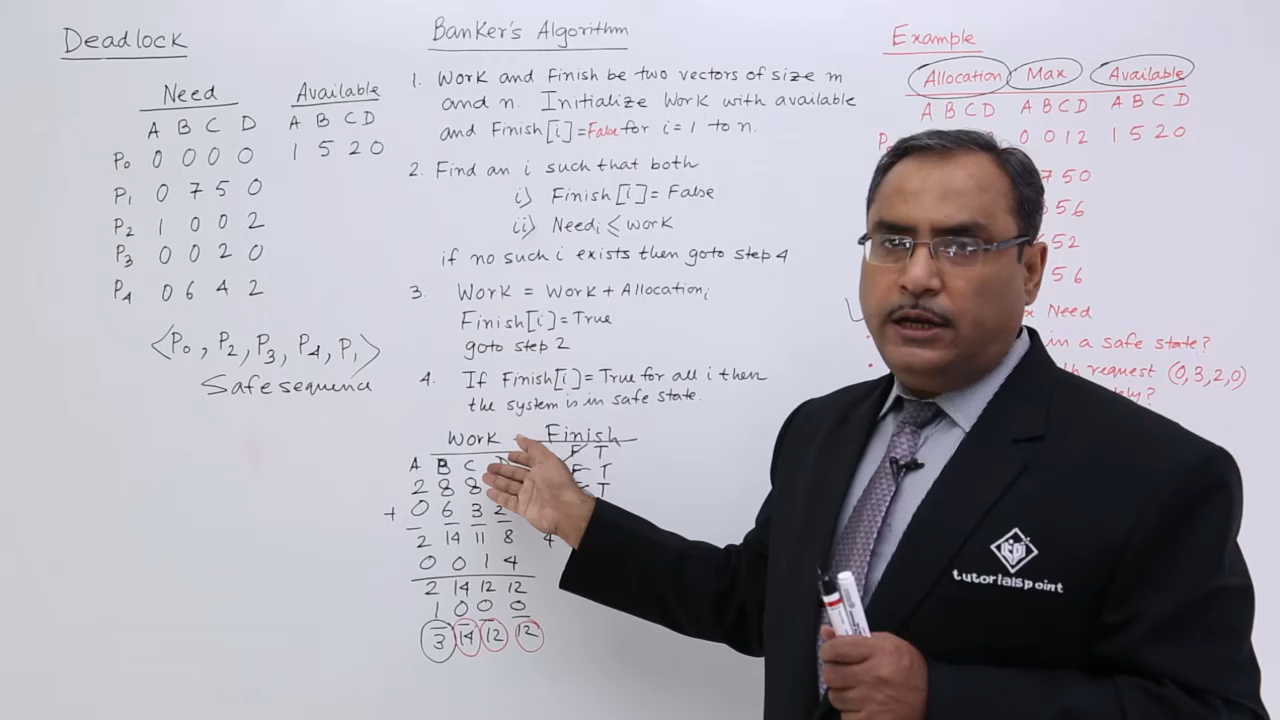 Deadlock
Need Available
A B C D A B C D
P0 0 0 0 0 1 5 2 0
P1 0 7 5 0
P2 1 0 0 2
P3 0 0 2 0
P4 0 6 4 2
<P0, P2, P3, P4, P1>
Safe sequence
Banker's Algorithm
1. Work and Finish be two vectors of size m
and n. Initialize Work with available
and Finish[i]=False for i = 1 to n.
2. Find an i such that both
i) Finish[i]=False
ii) Needi ≤ work
if no such i exists then goto step 4
3. Work = Work + Allocationi
Finish[i]=True
goto step 2
4. If Finish[i]=True for all i then
the system is in safe state.
Work Finish
A B C F T
2 8 8 F T
+ 0 6 3 2 T
2 14 11 8 4
0 0 1 4
2 14 12 12
1 0 0 0
3 14 12 12
Example
Allocation Max Available
A B C D A B C D A B C D
0 0 1 2 1 5 2 0
7 5 0
5 6
5 2
5 6
Need
in a safe state?
request (0,3,2,0)
tutorialspoint